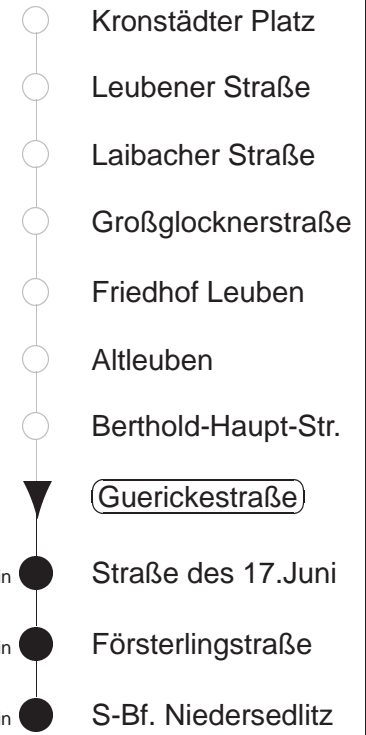 Kronstädter Platz
Leubener Straße
Laibacher Straße
Großglocknerstraße
Friedhof Leuben
Altleuben
Berthold-Haupt-Str.
Guerickestraße
Straße des 17.Juni
Försterlingstraße
S-Bf. Niedersedlitz